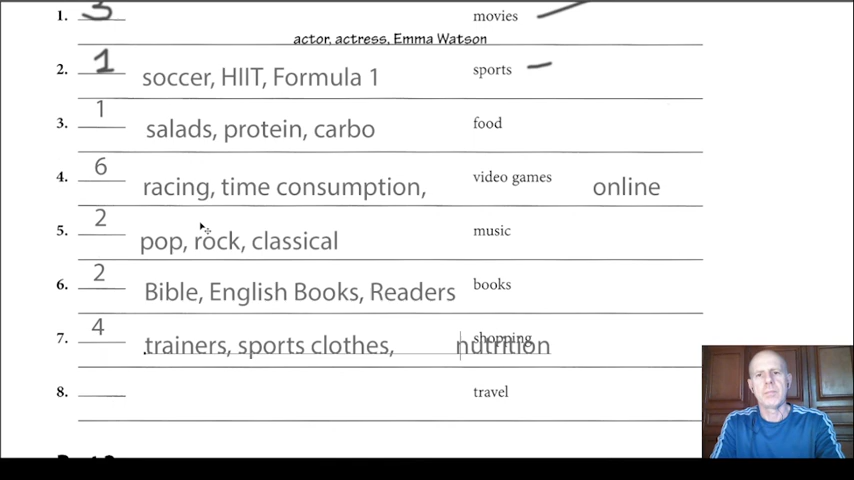 1. 3 movies
actor, actress, Emma Watson
2. 1 soccer, HIIT, Formula 1 sports
3. 1 salads, protein, carbo food
4. 6 racing, time consumption, video games online
5. 2 pop, rock, classical music
6. 2 Bible, English Books, Readers books
7. 4 trainers, sports clothes, nutrition shopping
8. travel